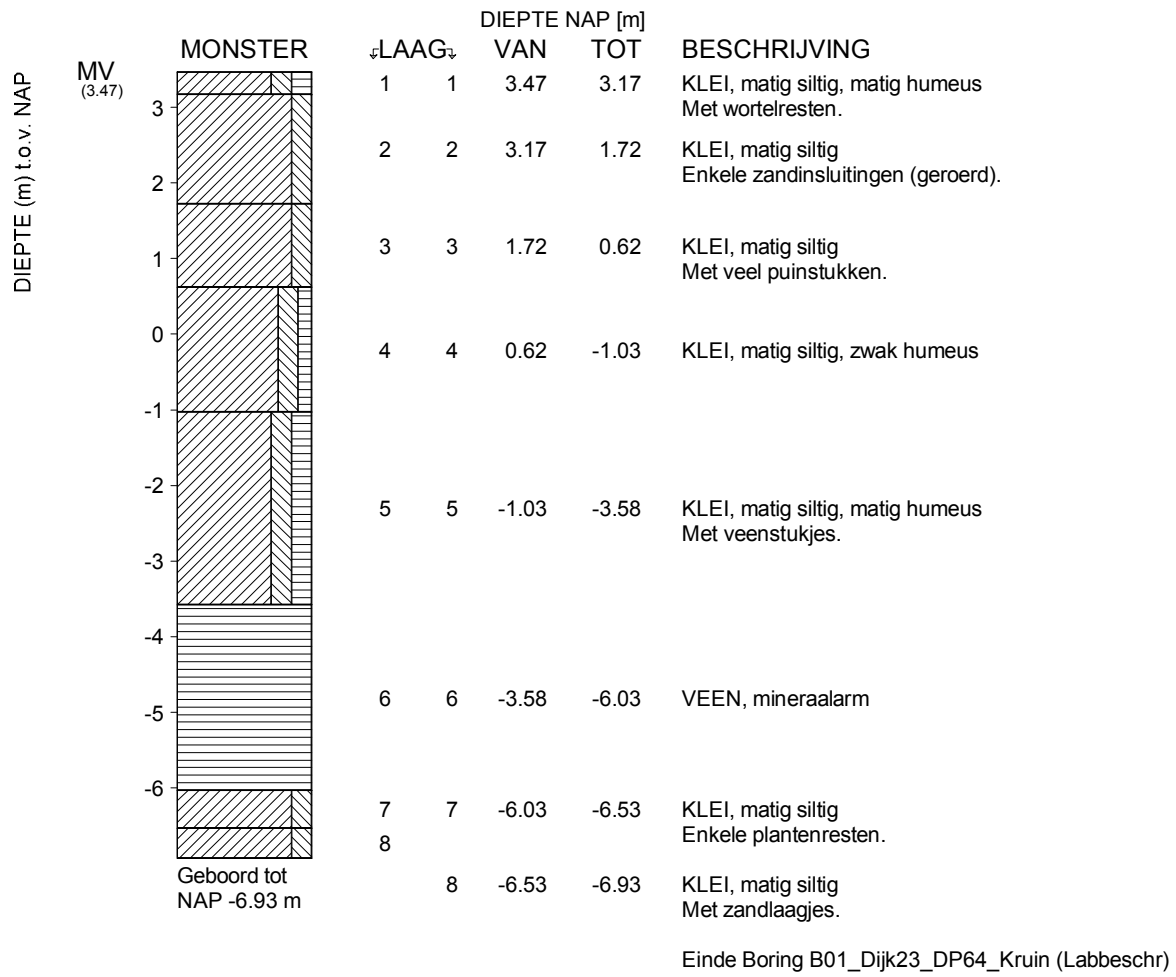 DIEPTE NAP [m]
MONSTER LAAG VAN TOT BESCHRIJVING
DIEPTE (m) t.o.v. NAP
MV
(3.47)
1 1 3.47 3.17 KLEI, matig siltig, matig humeus
Met wortelresten.
3
2 2 3.17 1.72 KLEI, matig siltig
Enkele zandinsluitingen (geroerd).
2
3 3 1.72 0.62 KLEI, matig siltig
Met veel puinstukken.
1
0
4 4 0.62 -1.03 KLEI, matig siltig, zwak humeus
-1
-2
5 5 -1.03 -3.58 KLEI, matig siltig, matig humeus
Met veenstukjes.
-3
-4
6 6 -3.58 -6.03 VEEN, mineraalarm
-5
-6
7 7 -6.03 -6.53 KLEI, matig siltig
Enkele plantenresten.
8
Geboord tot
NAP -6.93 m
8 -6.53 -6.93 KLEI, matig siltig
Met zandlaagjes.
Einde Boring B01_Dijk23_DP64_Kruin (Labbeschr)